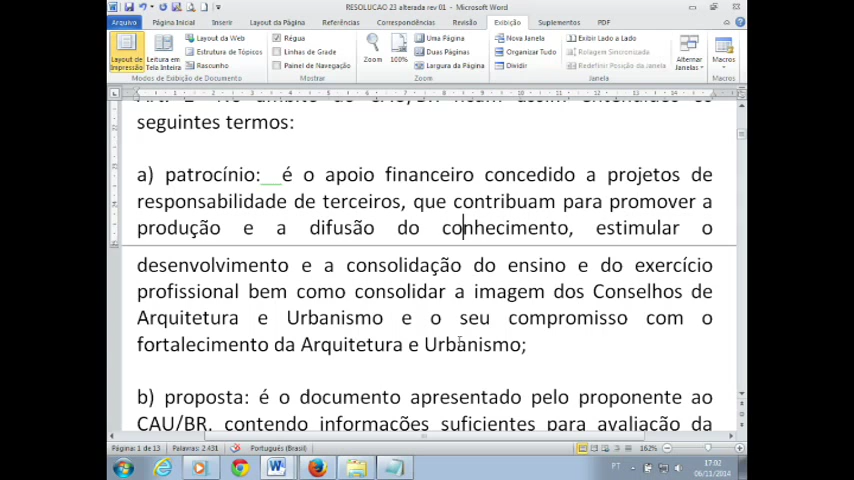 RESOLUCAO 23 alterada rev 01 - Microsoft Word
Arquivo Página Inicial Inserir Layout da Página Referências Correspondências Revisão Exibição Suplementos PDF
Layout de Impressão
Leitura em Tela Inteira
Layout da Web
Estrutura de Tópicos
Rascunho
Modos de Exibição de Documento
Régua
Linhas de Grade
Painel de Navegação
Mostrar
Zoom
100%
Uma Página
Duas Páginas
Largura da Página
Zoom
Nova Janela
Organizar Tudo
Dividir
Exibir Lado a Lado
Rolagem Sincronizada
Redefinir Posição da Janela
Alternar Janelas
Janela
Macros
Macros
seguintes termos:
a) patrocínio: é o apoio financeiro concedido a projetos de
responsabilidade de terceiros, que contribuam para promover a
produção e a difusão do conhecimento, estimular o
desenvolvimento e a consolidação do ensino e do exercício
profissional bem como consolidar a imagem dos Conselhos de
Arquitetura e Urbanismo e o seu compromisso com o
fortalecimento da Arquitetura e Urbanismo;
b) proposta: é o documento apresentado pelo proponente ao
CAU/BR, contendo informações suficientes para avaliação da
Página: 1 de 13 Palavras: 2.431 Português (Brasil) 162%
PT 17:02
06/11/2014